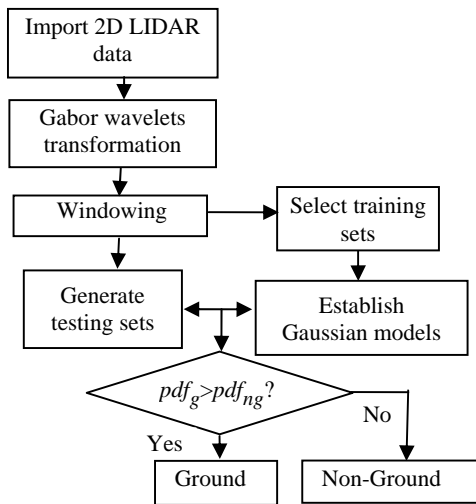 Import 2D LIDAR
data
Gabor wavelets
transformation
Windowing
Select training
sets
Generate
testing sets
Establish
Gaussian models
pdfg>pdfng?
No
Yes
Ground
Non-Ground